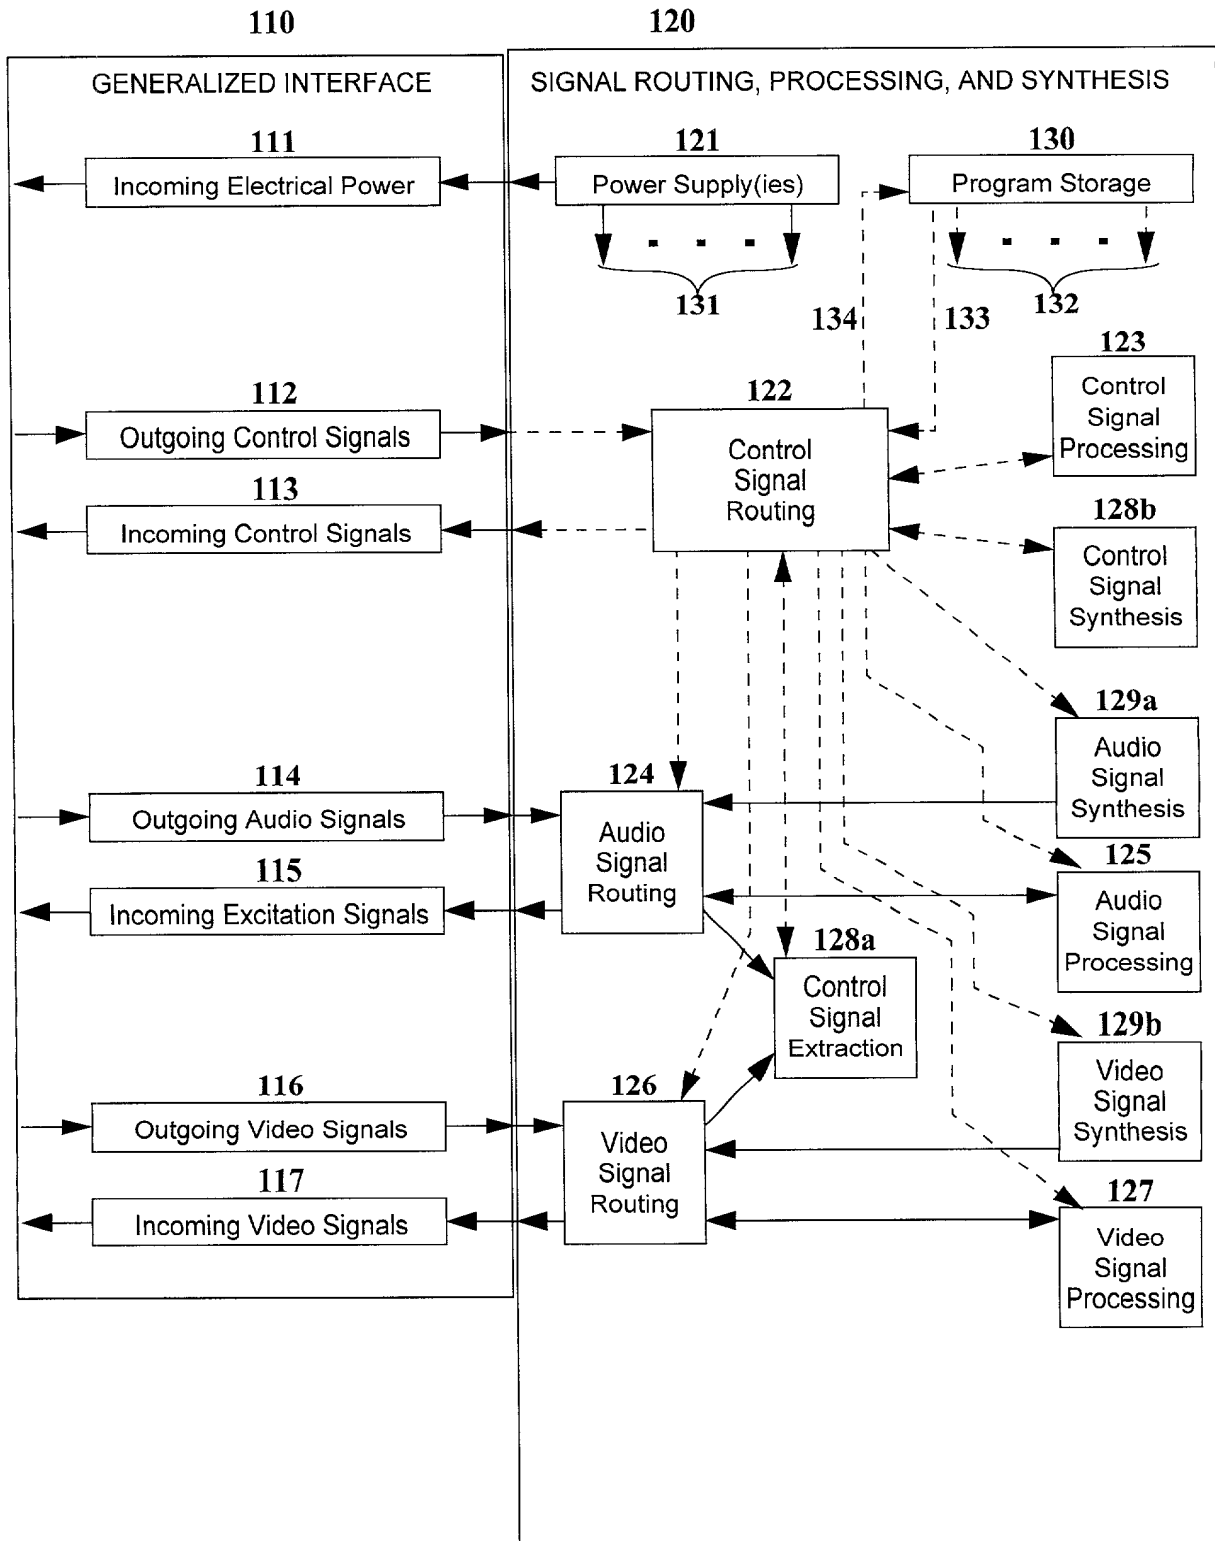 110
120
GENERALIZED INTERFACE
SIGNAL ROUTING, PROCESSING, AND SYNTHESIS
111
Incoming Electrical Power
121
Power Supply(ies)
130
Program Storage
131
134
133
132
112
Outgoing Control Signals
113
Incoming Control Signals
122
Control
Signal
Routing
123
Control
Signal
Processing
128b
Control
Signal
Synthesis
129a
Audio
Signal
Synthesis
114
Outgoing Audio Signals
115
Incoming Excitation Signals
124
Audio
Signal
Routing
125
Audio
Signal
Processing
128a
Control
Signal
Extraction
129b
Video
Signal
Synthesis
116
Outgoing Video Signals
117
Incoming Video Signals
126
Video
Signal
Routing
127
Video
Signal
Processing